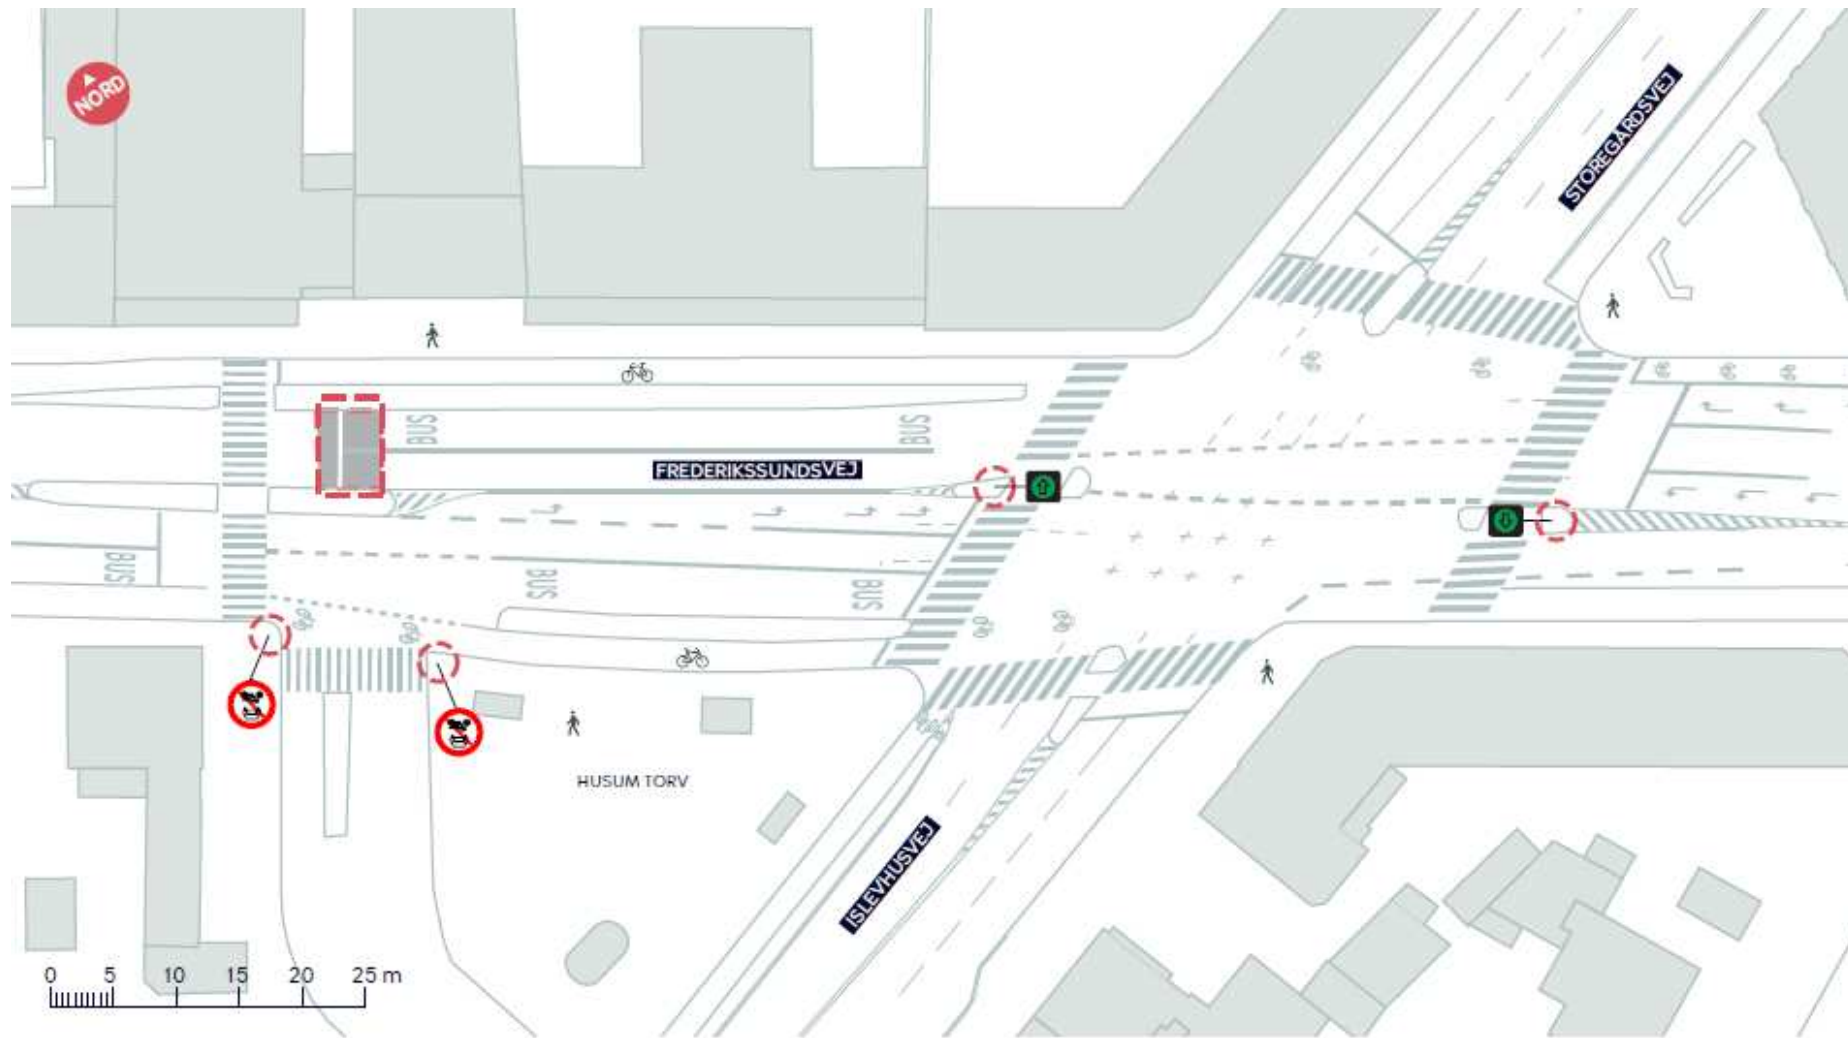 NORD
STOREGÅRDSVEJ
BUS
BUS
FREDERIKSSUNDSVEJ
BUS
BUS
BUS
HUSUM TORV
ISLEVHUSVEJ
0 5 10 15 20 25 m